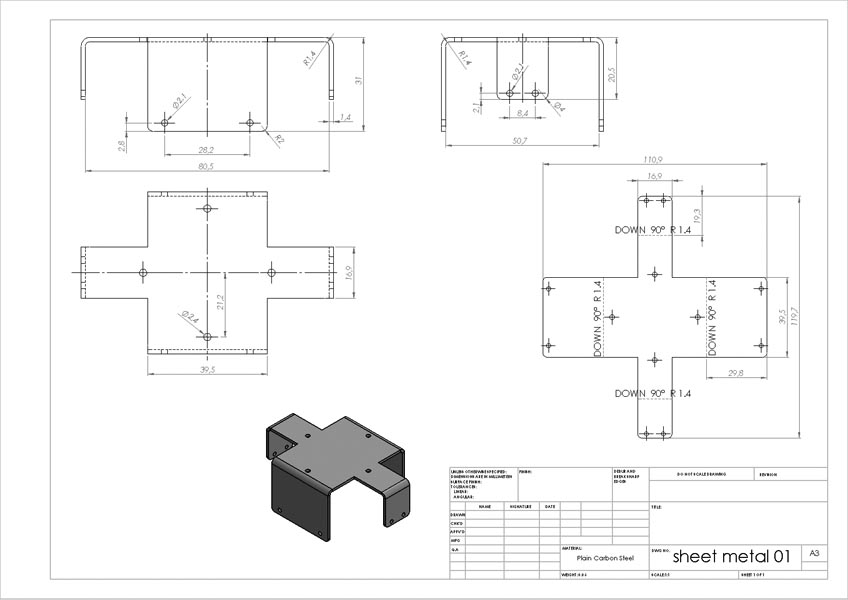 R1,4
31
Ø2,1
2,8
R2
1,4
28,2
80,5
R1,4
20,5
Ø2,1
2,1
Ø4
8,4
50,7
16,9
21,2
Ø2,4
39,5
110,9
16,9
19,3
DOWN 90° R 1.4
DOWN 90° R 1.4
DOWN 90° R 1.4
39,5
119,7
29,8
DOWN 90° R 1.4
UNLESS OTHERWISE SPECIFIED:
DIMENSIONS ARE IN MILLIMETERS
SURFACE FINISH:
TOLERANCES:
LINEAR:
ANGULAR:
FINISH:
DEBURR AND
BREAK SHARP
EDGES
DO NOT SCALE DRAWING
REVISION
NAME
SIGNATURE
DATE
TITLE:
DRAWN
CHK'D
APPV'D
MFG
Q.A
MATERIAL:
Plain Carbon Steel
DWG NO.
sheet metal 01
A3
WEIGHT:
SHEET 1 OF 1